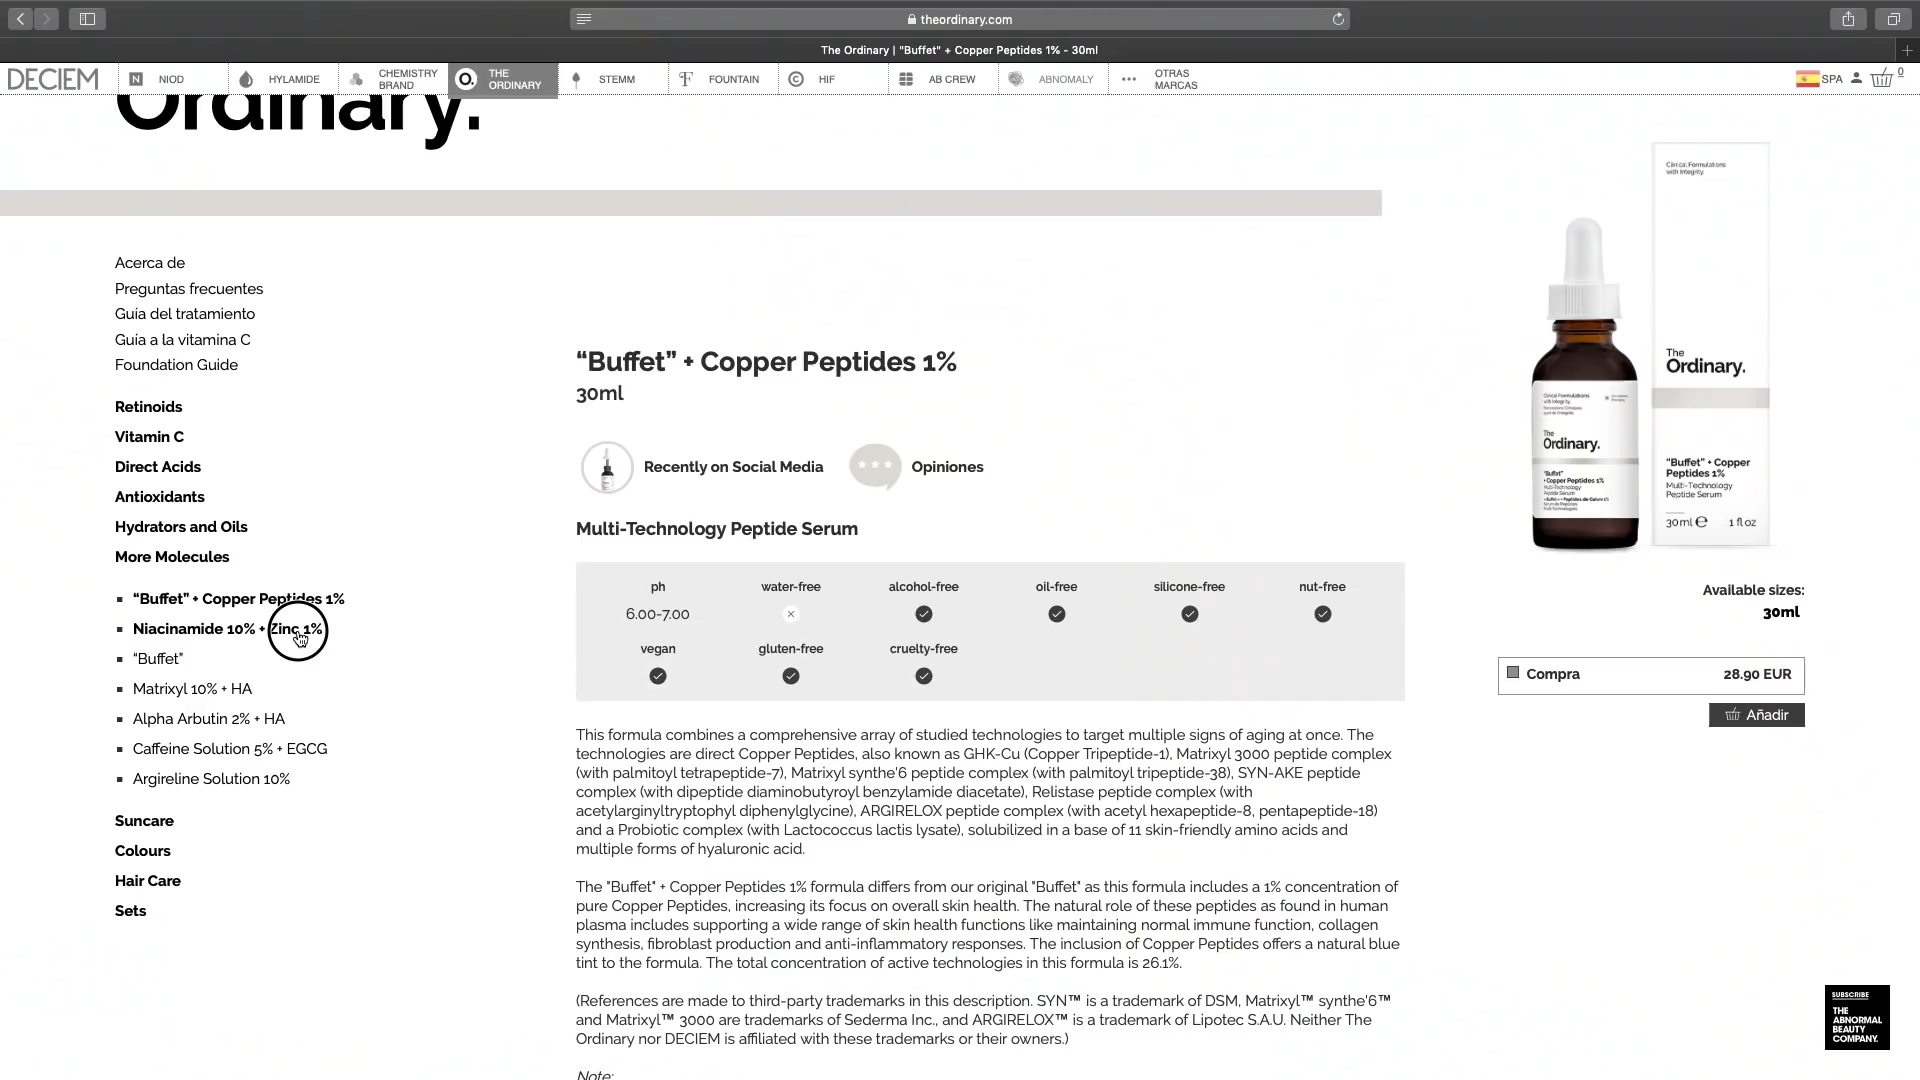 theordinary.com
The Ordinary | "Buffet" + Copper Peptides 1% - 30ml
DECIEM
N NIOD
HYLAMIDE
CHEMISTRY
BRAND
O. THE
ORDINARY
STEMM
F FOUNTAIN
© HIF
AB CREW
ABNOMALY
OTRAS
MARCAS
SPA
0
Ordinary.
Acerca de
Preguntas frecuentes
Guía del tratamiento
Guía a la vitamina C
Foundation Guide
Retinoids
Vitamin C
Direct Acids
Antioxidants
Hydrators and Oils
More Molecules
“Buffet” + Copper Peptides 1%
Niacinamide 10% + Zinc 1%
“Buffet”
Matrixyl 10% + HA
Alpha Arbutin 2% + HA
Caffeine Solution 5% + EGCG
Argireline Solution 10%
Suncare
Colours
Hair Care
Sets
“Buffet” + Copper Peptides 1%
30ml
Recently on Social Media
Opiniones
Multi-Technology Peptide Serum
ph water-free alcohol-free oil-free silicone-free nut-free
6.00-7.00
vegan gluten-free cruelty-free
This formula combines a comprehensive array of studied technologies to target multiple signs of aging at once. The
technologies are direct Copper Peptides, also known as GHK-Cu (Copper Tripeptide-1), Matrixyl 3000 peptide complex
(with palmitoyl tetrapeptide-7), Matrixyl synthe'6 peptide complex (with palmitoyl tripeptide-38), SYN-AKE peptide
complex (with dipeptide diaminobutyroyl benzylamide diacetate), Relistase peptide complex (with
acetylarginyltryptophyl diphenylglycine), ARGIRELOX peptide complex (with acetyl hexapeptide-8, pentapeptide-18)
and a Probiotic complex (with Lactococcus lactis lysate), solubilized in a base of 11 skin-friendly amino acids and
multiple forms of hyaluronic acid.
The "Buffet" + Copper Peptides 1% formula differs from our original "Buffet" as this formula includes a 1% concentration of
pure Copper Peptides, increasing its focus on overall skin health. The natural role of these peptides as found in human
plasma includes supporting a wide range of skin health functions like maintaining normal immune function, collagen
synthesis, fibroblast production and anti-inflammatory responses. The inclusion of Copper Peptides offers a natural blue
tint to the formula. The total concentration of active technologies in this formula is 26.1%.
(References are made to third-party trademarks in this description. SYN™ is a trademark of DSM, Matrixyl™ synthe'6™
and Matrixyl™ 3000 are trademarks of Sederma Inc., and ARGIRELOX™ is a trademark of Lipotec S.A.U. Neither The
Ordinary nor DECIEM is affiliated with these trademarks or their owners.)
Note:
Clinical Formulations
with Integrity.
The
Ordinary.
"Buffet" + Copper
Peptides 1%
Multi-Technology
Peptide Serum
30 ml e 1 fl oz
Clinical Formulations
with Integrity.
The
Ordinary.
"Buffet"
+ Copper Peptides 1%
Multi-Technology
Peptide Serum
Available sizes:
30ml
Compra 28.90 EUR
Añadir
SUBSCRIBE
THE
ABNORMAL
BEAUTY
COMPANY.